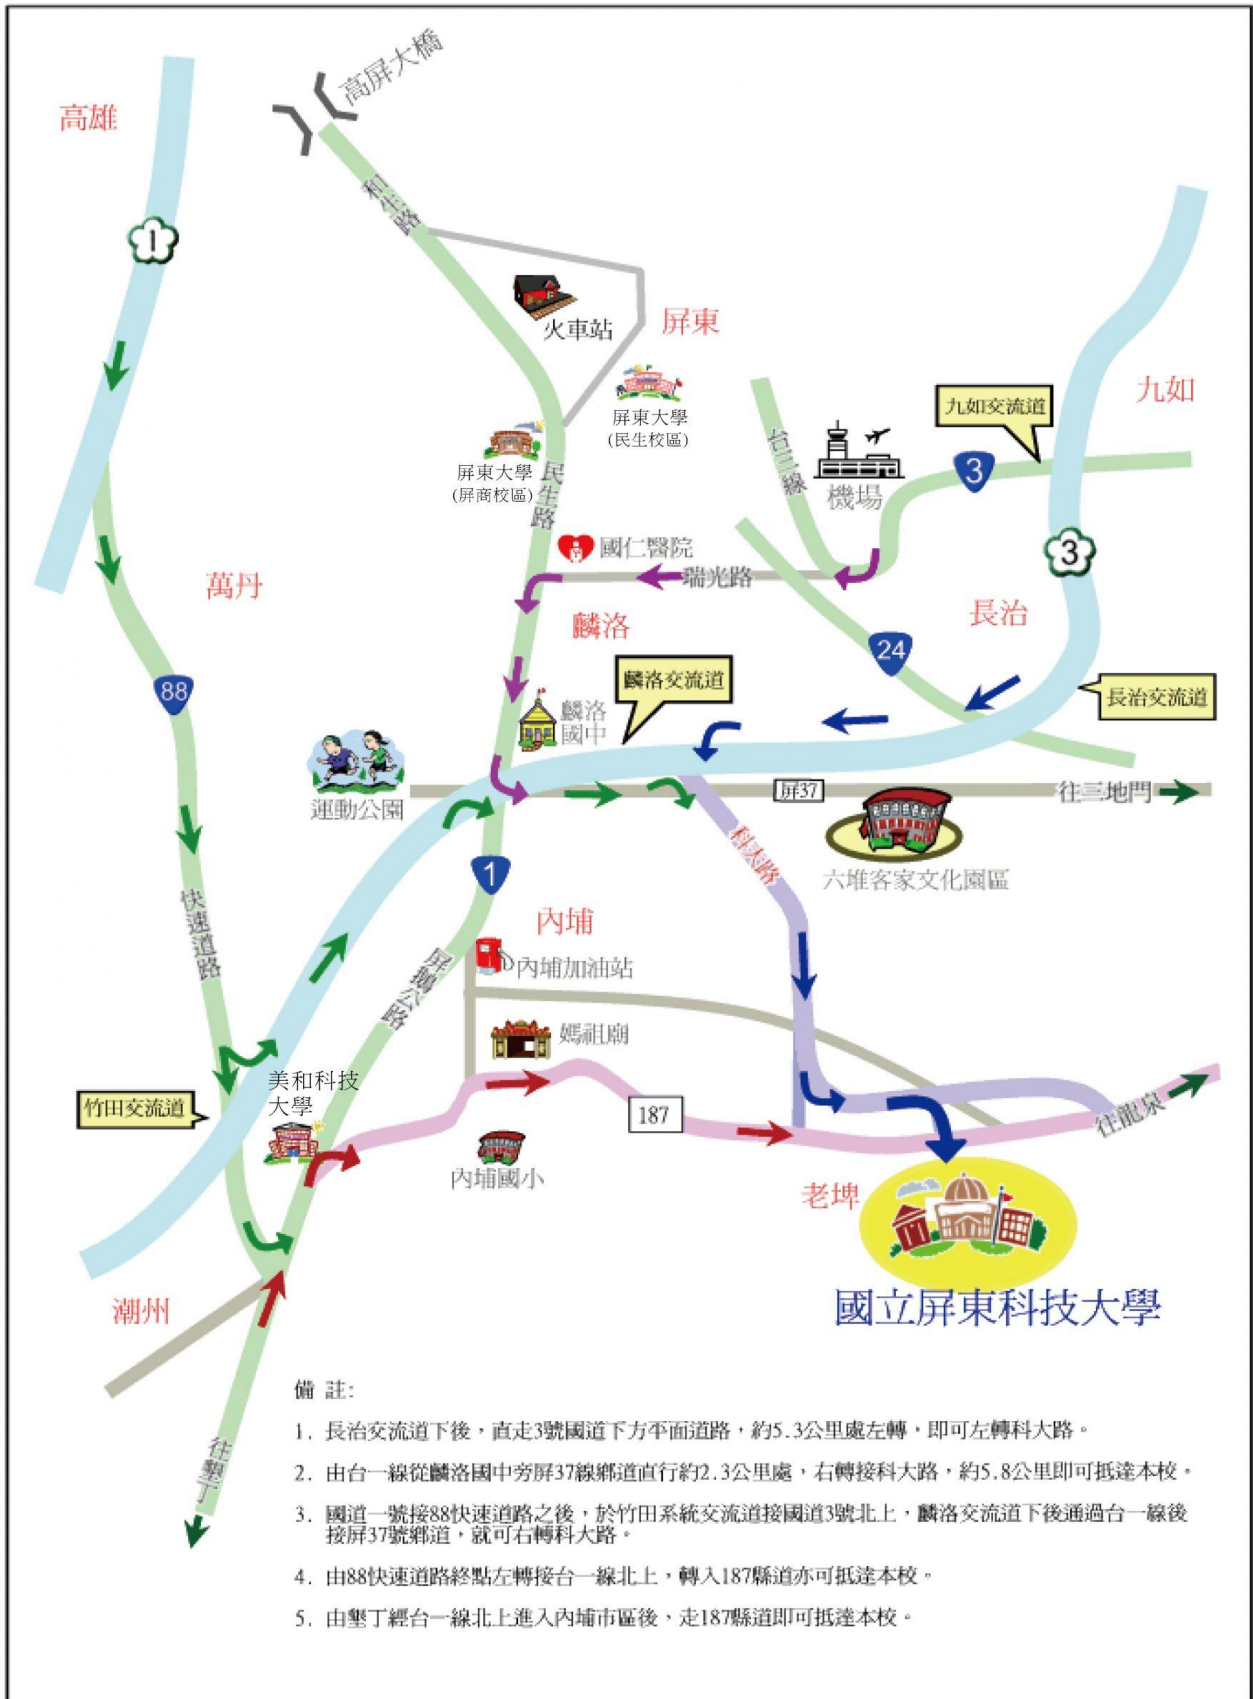 高屏大橋
高雄
1
和生路
火車站
屏東
屏東大學
(民生校區)
屏東大學
(屏商校區)
民生路
台三線
機場
九如交流道
九如
3
3
國仁醫院
瑞光路
萬丹
麟洛
長治
24
88
麟洛交流道
長治交流道
麟洛
國中
運動公園
屏37
往三地門
科大路
六堆客家文化園區
1
快速道路
內埔
內埔加油站
屏鵝公路
媽祖廟
美和科技
大學
竹田交流道
187
往龍泉
內埔國小
老埤
國立屏東科技大學
潮州
往墾丁
備 註:
1. 長治交流道下後，直走3號國道下方平面道路，約5.3公里處左轉，即可左轉科大路。
2. 由台一線從麟洛國中旁屏37線鄉道直行約2.3公里處，右轉接科大路，約5.8公里即可抵達本校。
3. 國道一號接88快速道路之後，於竹田系統交流道接國道3號北上，麟洛交流道下後通過台一線後
接屏37號鄉道，就可右轉科大路。
4. 由88快速道路終點左轉接台一線北上，轉入187縣道亦可抵達本校。
5. 由墾丁經台一線北上進入內埔市區後，走187縣道即可抵達本校。